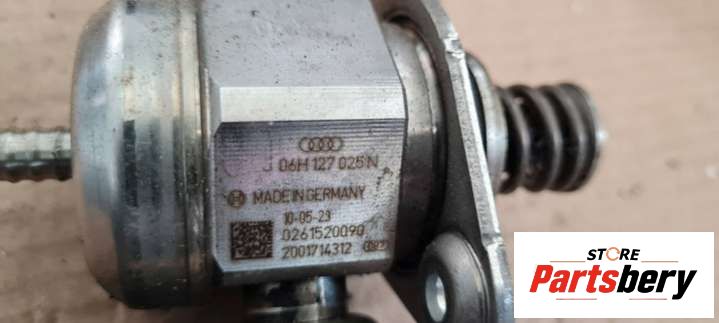 J 06H 127 025 N
MADE IN GERMANY
10-05-23
0261520090
2001714312
STORE
Partsbery